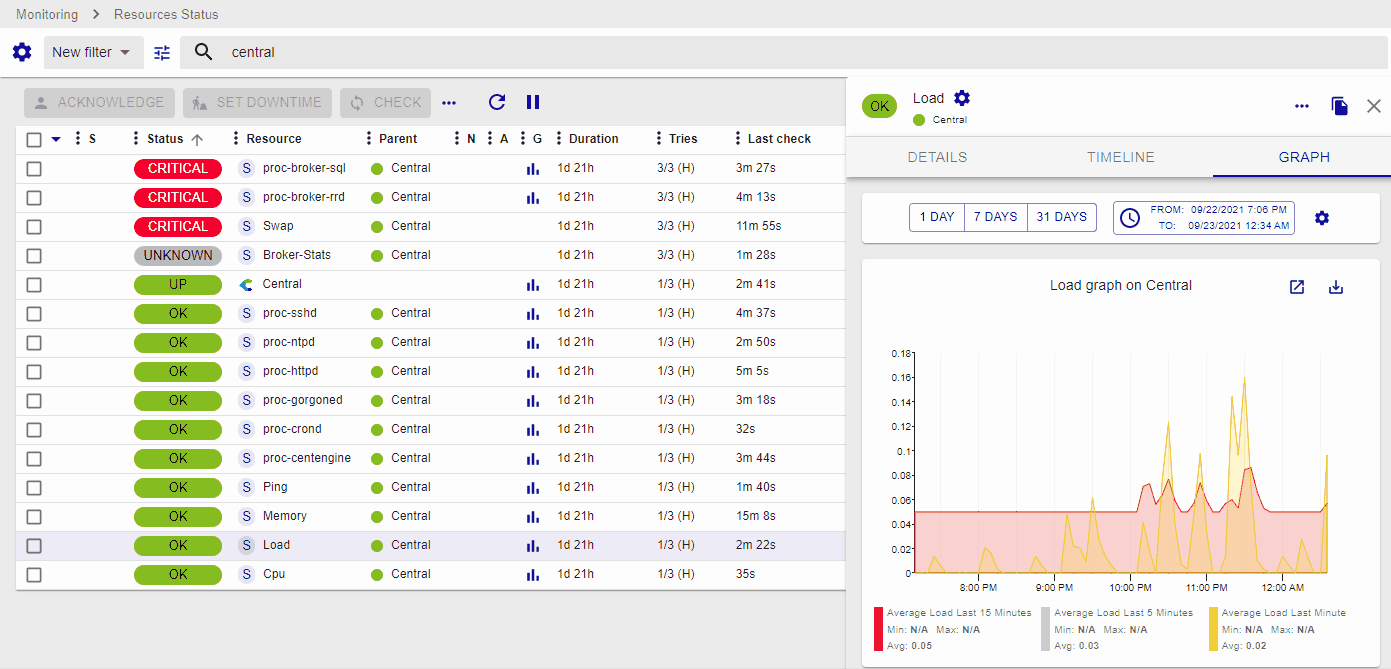 Monitoring > Resources Status
New filter central
ACKNOWLEDGE SET DOWNTIME CHECK
S Status Resource Parent N A G Duration Tries Last check
CRITICAL S proc-broker-sql Central 1d 21h 3/3 (H) 3m 27s
CRITICAL S proc-broker-rrd Central 1d 21h 3/3 (H) 4m 13s
CRITICAL S Swap Central 1d 21h 3/3 (H) 11m 55s
UNKNOWN S Broker-Stats Central 1d 21h 3/3 (H) 1m 28s
UP Central 1d 21h 1/3 (H) 2m 41s
OK S proc-sshd Central 1d 21h 1/3 (H) 4m 37s
OK S proc-ntpd Central 1d 21h 1/3 (H) 2m 50s
OK S proc-httpd Central 1d 21h 1/3 (H) 5m 5s
OK S proc-gorgoned Central 1d 21h 1/3 (H) 3m 18s
OK S proc-crond Central 1d 21h 1/3 (H) 32s
OK S proc-centengine Central 1d 21h 1/3 (H) 3m 44s
OK S Ping Central 1d 21h 1/3 (H) 1m 40s
OK S Memory Central 1d 21h 1/3 (H) 15m 8s
OK S Load Central 1d 21h 1/3 (H) 2m 22s
OK S Cpu Central 1d 21h 1/3 (H) 35s
OK Load
Central
DETAILS TIMELINE GRAPH
1 DAY 7 DAYS 31 DAYS
FROM: 09/22/2021 7:06 PM
TO: 09/23/2021 12:34 AM
Load graph on Central
0.18
0.16
0.14
0.12
0.1
0.08
0.06
0.04
0.02
0
8:00 PM 9:00 PM 10:00 PM 11:00 PM 12:00 AM
Average Load Last 15 Minutes Average Load Last 5 Minutes Average Load Last Minute
Min: N/A Max: N/A Min: N/A Max: N/A Min: N/A Max: N/A
Avg: 0.05 Avg: 0.03 Avg: 0.02